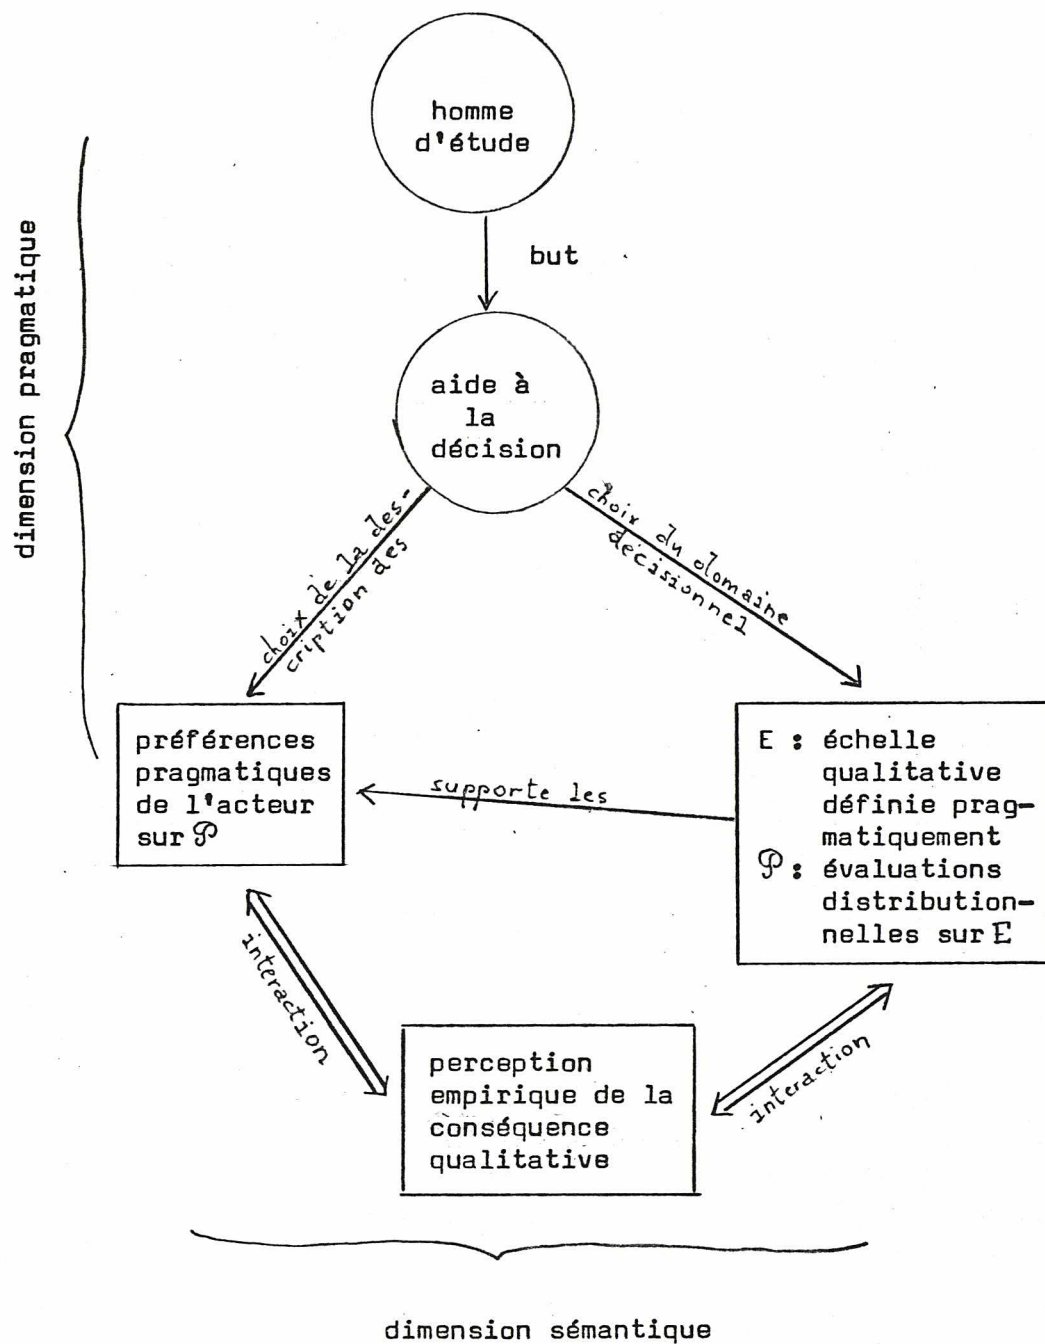 homme
d'étude
but
dimension pragmatique
aide à
la
décision
choix de la des-
cription des
choix du domaine
décisionnel
préférences
pragmatiques
de l'acteur
sur 𝒫
supporte les
E : échelle
qualitative
définie prag-
matiquement
𝒫 : évaluations
distribution-
nelles sur E
interaction
interaction
perception
empirique de la
conséquence
qualitative
dimension sémantique